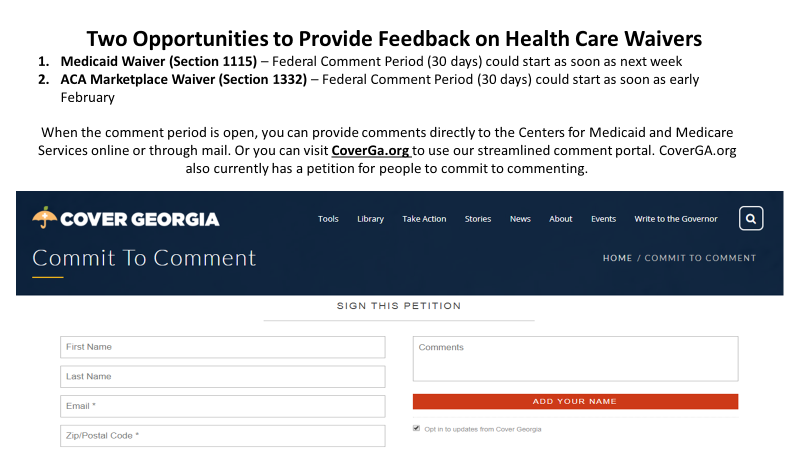 Two Opportunities to Provide Feedback on Health Care Waivers
1. Medicaid Waiver (Section 1115) – Federal Comment Period (30 days) could start as soon as next week
2. ACA Marketplace Waiver (Section 1332) – Federal Comment Period (30 days) could start as soon as early
February
When the comment period is open, you can provide comments directly to the Centers for Medicaid and Medicare
Services online or through mail. Or you can visit CoverGa.org to use our streamlined comment portal. CoverGA.org
also currently has a petition for people to commit to commenting.
COVER GEORGIA
Tools Library Take Action Stories News About Events Write to the Governor
Commit To Comment
HOME / COMMIT TO COMMENT
SIGN THIS PETITION
First Name
Last Name
Email *
Zip/Postal Code *
Comments
ADD YOUR NAME
Opt in to updates from Cover Georgia